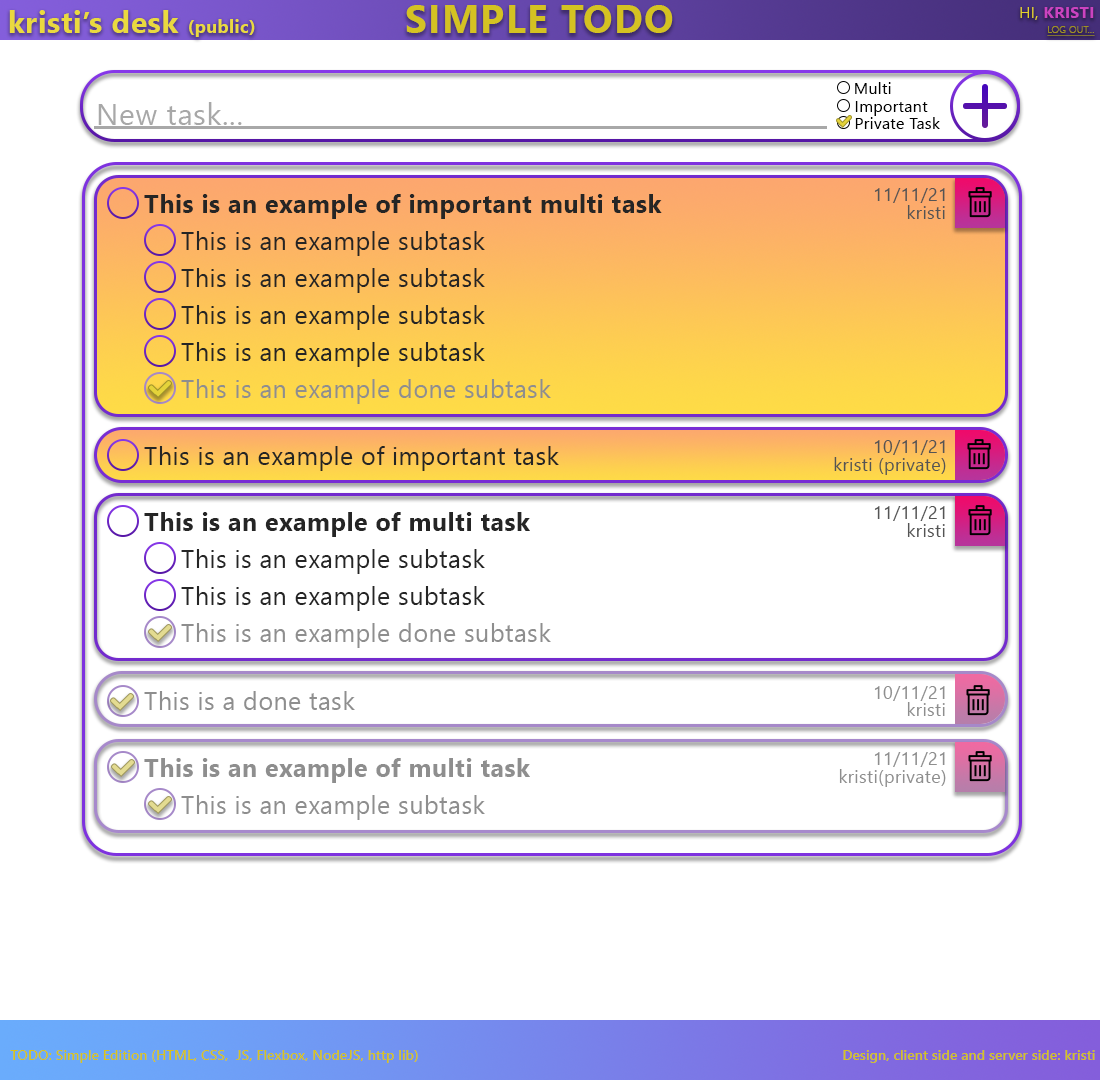 kristi’s desk (public)
SIMPLE TODO
HI, KRISTI
LOG OUT...
New task...
Multi
Important
Private Task
This is an example of important multi task
11/11/21
kristi
This is an example subtask
This is an example subtask
This is an example subtask
This is an example subtask
This is an example done subtask
This is an example of important task
10/11/21
kristi (private)
This is an example of multi task
11/11/21
kristi
This is an example subtask
This is an example subtask
This is an example done subtask
This is a done task
10/11/21
kristi
This is an example of multi task
11/11/21
kristi(private)
This is an example subtask
TODO: Simple Edition (HTML, CSS,  JS, Flexbox, NodeJS, http lib)
Design, client side and server side: kristi